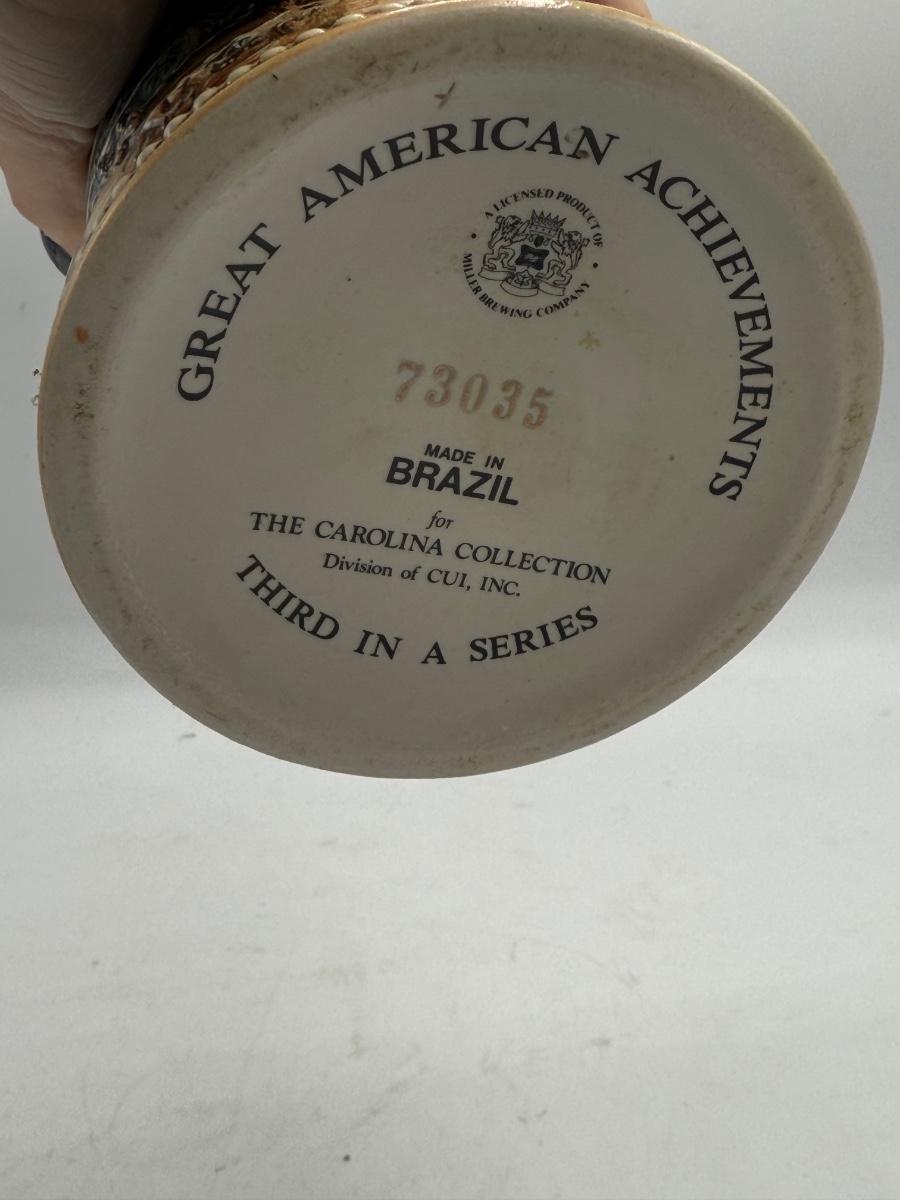 GREAT AMERICAN ACHIEVEMENTS
A LICENSED PRODUCT OF
MILLER BREWING COMPANY
73035
MADE IN
BRAZIL
for
THE CAROLINA COLLECTION
Division of CUI, INC.
THIRD IN A SERIES